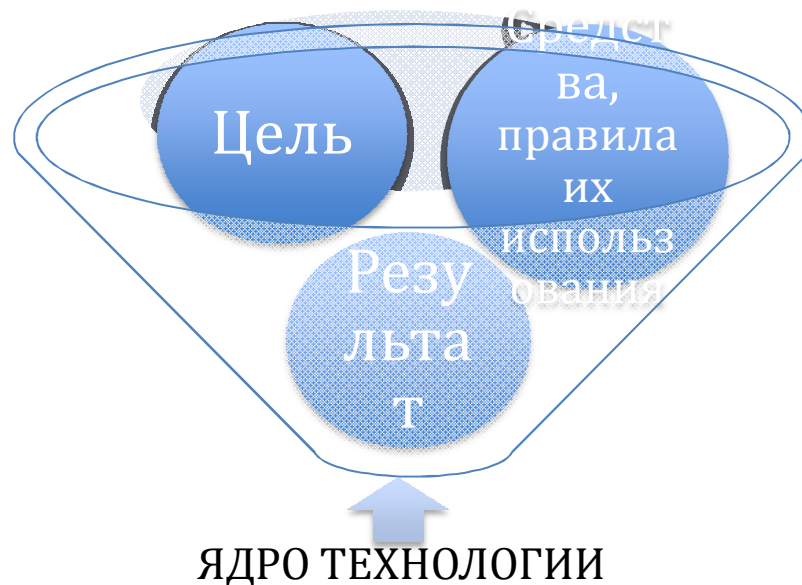 Цель
Средст
ва,
правила
их
использ
ования
Резу
льта
т
ЯДРО ТЕХНОЛОГИИ